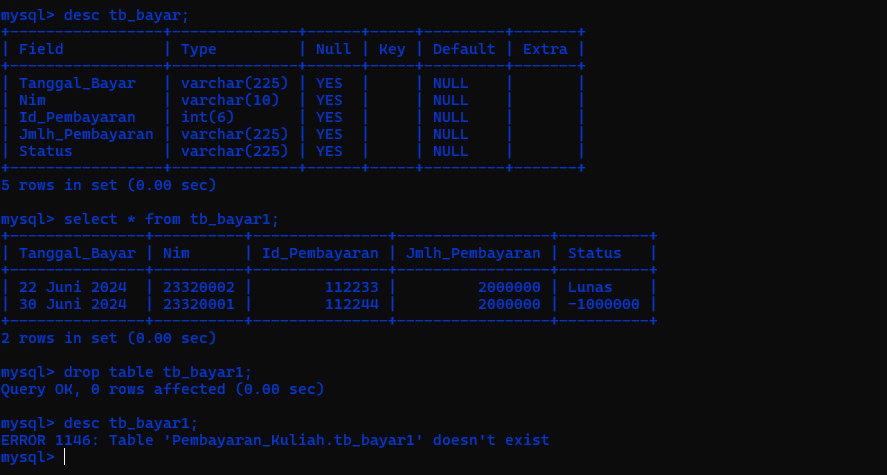 mysql> desc tb_bayar;
+-----------------+--------------+------+-----+---------+-------+
| Field           | Type         | Null | Key | Default | Extra |
+-----------------+--------------+------+-----+---------+-------+
| Tanggal_Bayar   | varchar(225) | YES  |     | NULL    |       |
| Nim             | varchar(10)  | YES  |     | NULL    |       |
| Id_Pembayaran   | int(6)       | YES  |     | NULL    |       |
| Jmlh_Pembayaran | varchar(225) | YES  |     | NULL    |       |
| Status          | varchar(225) | YES  |     | NULL    |       |
+-----------------+--------------+------+-----+---------+-------+
5 rows in set (0.00 sec)
mysql> select * from tb_bayar1;
+---------------+----------+---------------+-----------------+----------+
| Tanggal_Bayar | Nim      | Id_Pembayaran | Jmlh_Pembayaran | Status   |
+---------------+----------+---------------+-----------------+----------+
| 22 Juni 2024  | 23320002 |        112233 |         2000000 | Lunas    |
| 30 Juni 2024  | 23320001 |        112244 |         2000000 | -1000000 |
+---------------+----------+---------------+-----------------+----------+
2 rows in set (0.00 sec)
mysql> drop table tb_bayar1;
Query OK, 0 rows affected (0.00 sec)
mysql> desc tb_bayar1;
ERROR 1146: Table 'Pembayaran_Kuliah.tb_bayar1' doesn't exist
mysql>